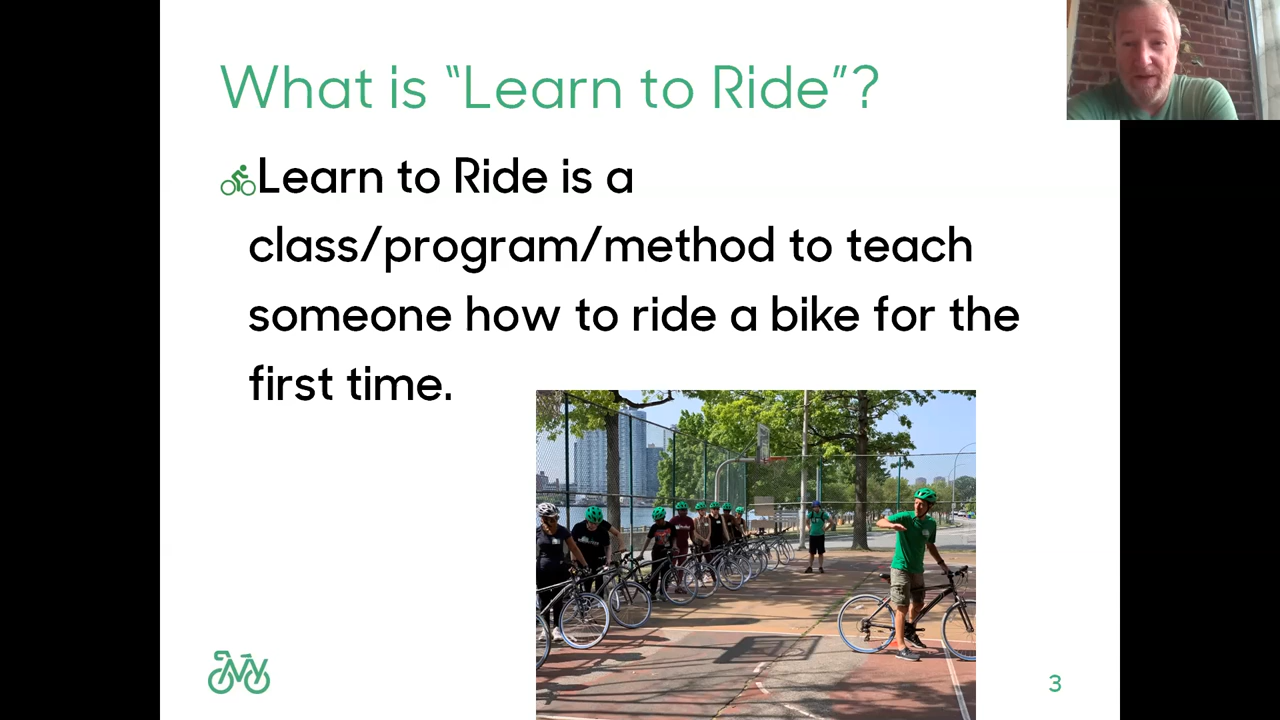 What is “Learn to Ride”?
Learn to Ride is a
class/program/method to teach
someone how to ride a bike for the
first time.
3